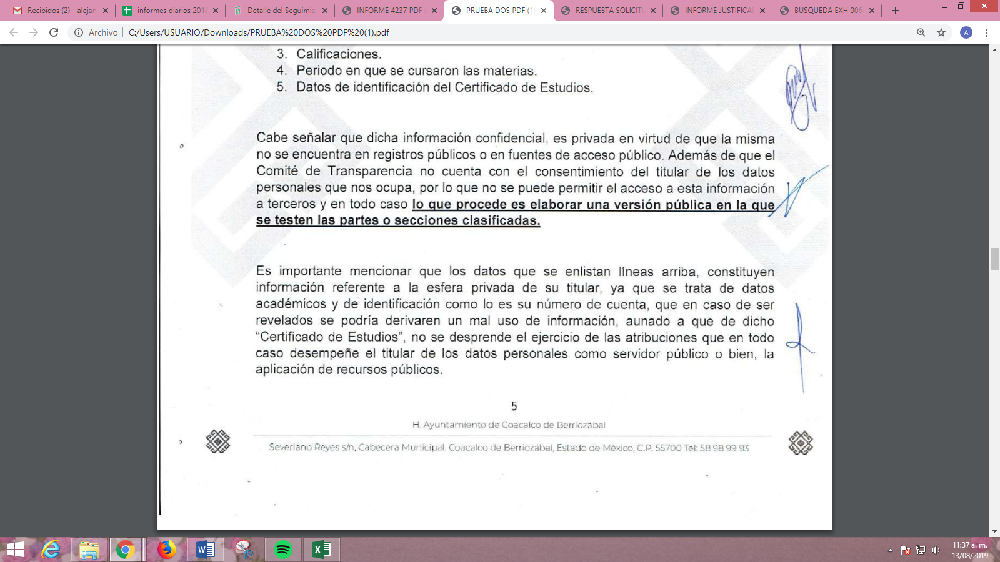 Recibidos (2) - alejan
informes diarios 2018
Detalle del Seguimie
INFORME 4237 PDF (
PRUEBA DOS PDF (1)
RESPUESTA SOLICITU
INFORME JUSTIFICA
BUSQUEDA EXH 006
Archivo
C:/Users/USUARIO/Downloads/PRUEBA%20DOS%20PDF%20(1).pdf
A
3. Calificaciones.
4. Periodo en que se cursaron las materias.
5. Datos de identificación del Certificado de Estudios.
Cabe señalar que dicha información confidencial, es privada en virtud de que la misma
no se encuentra en registros públicos o en fuentes de acceso público. Además de que el
Comité de Transparencia no cuenta con el consentimiento del titular de los datos
personales que nos ocupa, por lo que no se puede permitir el acceso a esta información
a terceros y en todo caso lo que procede es elaborar una versión pública en la que
se testen las partes o secciones clasificadas.
Es importante mencionar que los datos que se enlistan líneas arriba, constituyen
información referente a la esfera privada de su titular, ya que se trata de datos
académicos y de identificación como lo es su número de cuenta, que en caso de ser
revelados se podría derivaren un mal uso de información, aunado a que de dicho
“Certificado de Estudios”, no se desprende el ejercicio de las atribuciones que en todo
caso desempeñe el titular de los datos personales como servidor público o bien, la
aplicación de recursos públicos.
5
H. Ayuntamiento de Coacalco de Berriozábal
Severiano Reyes s/n, Cabecera Municipal, Coacalco de Berriozábal, Estado de México, C.P. 55700 Tel: 58 98 99 93
11:37 a. m.
13/08/2019